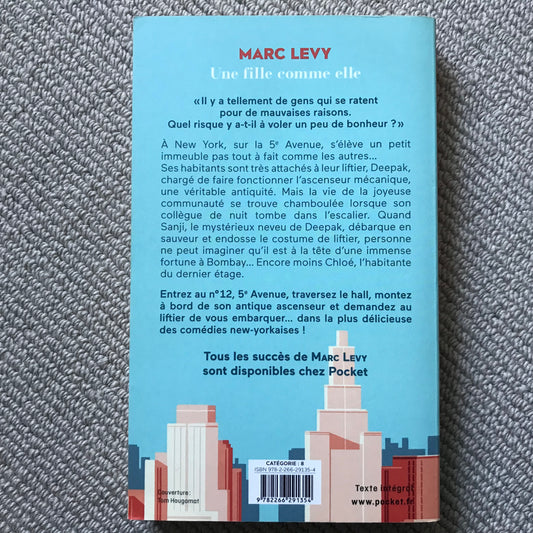 MARC LEVY
Une fille comme elle
« Il y a tellement de gens qui se ratent
pour de mauvaises raisons.
Quel risque y a-t-il à voler un peu de bonheur ? »
À New York, sur la 5e Avenue, s'élève un petit
immeuble pas tout à fait comme les autres...
Ses habitants sont très attachés à leur liftier, Deepak,
chargé de faire fonctionner l'ascenseur mécanique,
une véritable antiquité. Mais la vie de la joyeuse
communauté se trouve chamboulée lorsque son
collègue de nuit tombe dans l'escalier. Quand
Sanji, le mystérieux neveu de Deepak, débarque en
sauveur et endosse le costume de liftier, personne
ne peut imaginer qu'il est à la tête d'une immense
fortune à Bombay... Encore moins Chloé, l'habitante
du dernier étage.
Entrez au n°12, 5e Avenue, traversez le hall, montez
à bord de son antique ascenseur et demandez au
liftier de vous embarquer... dans la plus délicieuse
des comédies new-yorkaises !
Tous les succès de MARC LEVY
sont disponibles chez Pocket
CATÉGORIE : 8
ISBN 978-2-266-29135-4
9 782266 291354
Couverture :
Tom Haugomat
Texte intégral
www.pocket.fr